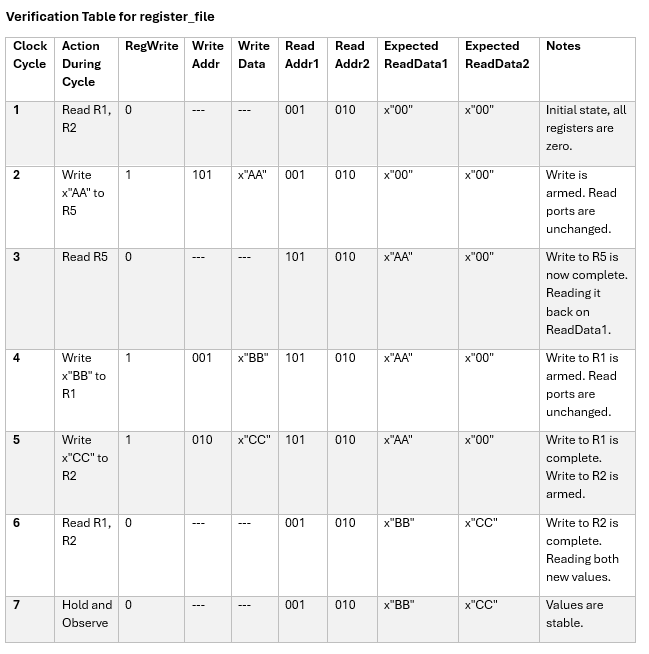 Verification Table for register_file
Clock Cycle | Action During Cycle | RegWrite | Write Addr | Write Data | Read Addr1 | Read Addr2 | Expected ReadData1 | Expected ReadData2 | Notes
1 | Read R1, R2 | 0 | --- | --- | 001 | 010 | x"00" | x"00" | Initial state, all registers are zero.
2 | Write x"AA" to R5 | 1 | 101 | x"AA" | 001 | 010 | x"00" | x"00" | Write is armed. Read ports are unchanged.
3 | Read R5 | 0 | --- | --- | 101 | 010 | x"AA" | x"00" | Write to R5 is now complete. Reading it back on ReadData1.
4 | Write x"BB" to R1 | 1 | 001 | x"BB" | 101 | 010 | x"AA" | x"00" | Write to R1 is armed. Read ports are unchanged.
5 | Write x"CC" to R2 | 1 | 010 | x"CC" | 101 | 010 | x"AA" | x"00" | Write to R1 is complete. Write to R2 is armed.
6 | Read R1, R2 | 0 | --- | --- | 001 | 010 | x"BB" | x"CC" | Write to R2 is complete. Reading both new values.
7 | Hold and Observe | 0 | --- | --- | 001 | 010 | x"BB" | x"CC" | Values are stable.